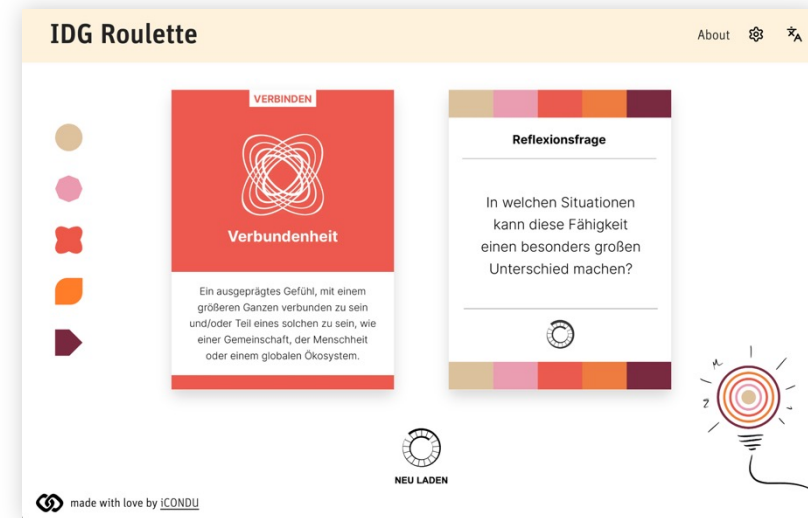 IDG Roulette
About
VERBINDEN
Verbundenheit
Ein ausgeprägtes Gefühl, mit einem
größeren Ganzen verbunden zu sein
und/oder Teil eines solchen zu sein, wie
einer Gemeinschaft, der Menschheit
oder einem globalen Ökosystem.
Reflexionsfrage
In welchen Situationen
kann diese Fähigkeit
einen besonders großen
Unterschied machen?
NEU LADEN
made with love by iCONDU